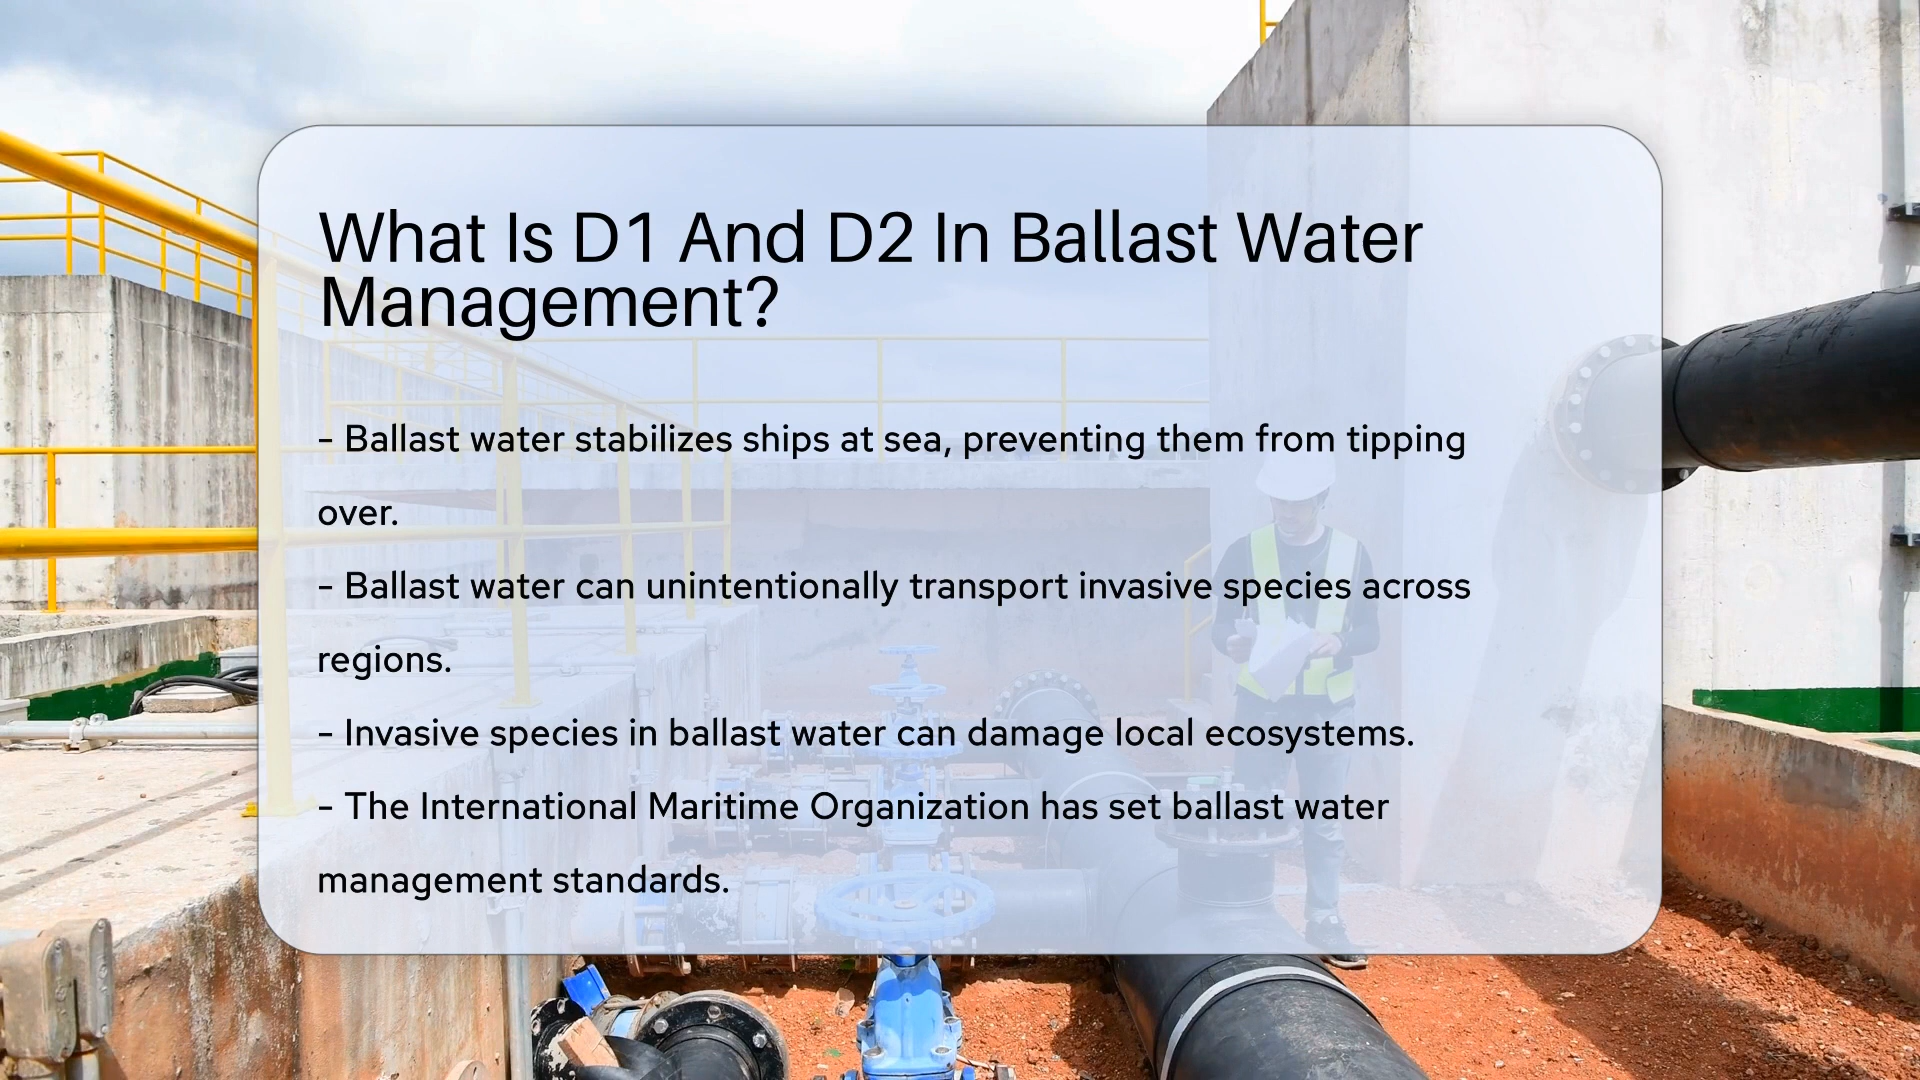 What Is D1 And D2 In Ballast Water
Management?
- Ballast water stabilizes ships at sea, preventing them from tipping
over.
- Ballast water can unintentionally transport invasive species across
regions.
- Invasive species in ballast water can damage local ecosystems.
- The International Maritime Organization has set ballast water
management standards.